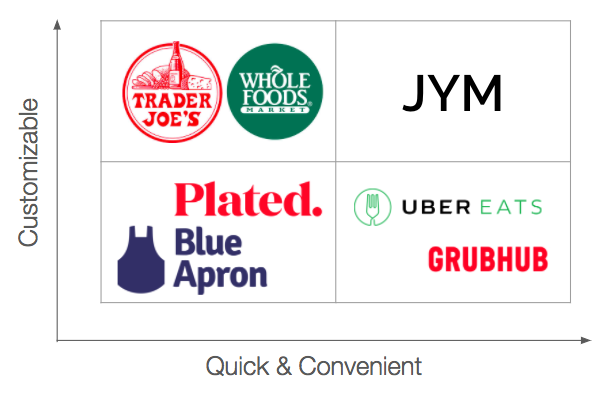 Customizable
TRADER
JOE'S
WHOLE
FOODS®
MARKET
JYM
Plated.
Blue
Apron
UBER EATS
GRUBHUB
Quick & Convenient